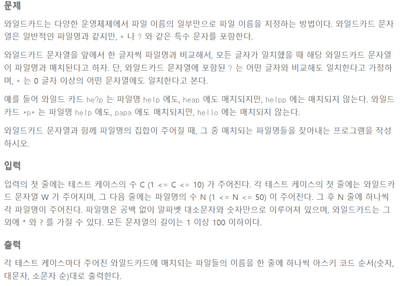 문제
와일드카드는 다양한 운영체제에서 파일 이름의 일부만으로 파일 이름을 지정하는 방법이다. 와일드카드 문자
열은 일반적인 파일명과 같지만, * 나 ? 와 같은 특수 문자를 포함한다.
와일드카드 문자열을 앞에서 한 글자씩 파일명과 비교해서, 모든 글자가 일치했을 때 해당 와일드카드 문자열
이 파일명과 매치된다고 하자. 단, 와일드카드 문자열에 포함된 ? 는 어떤 글자와 비교해도 일치한다고 가정하
며, * 는 0 글자 이상의 어떤 문자열에도 일치한다고 본다.
예를 들어 와일드 카드 he?p 는 파일명 help 에도, heap 에도 매치되지만, helpp 에는 매치되지 않는다. 와일드
카드 *p* 는 파일명 help 에도, papa 에도 매치되지만, hello 에는 매치되지 않는다.
와일드카드 문자열과 함께 파일명의 집합이 주어질 때, 그 중 매치되는 파일명들을 찾아내는 프로그램을 작성
하시오.
입력
입력의 첫 줄에는 테스트 케이스의 수 C (1 <= C <= 10) 가 주어진다. 각 테스트 케이스의 첫 줄에는 와일드카
드 문자열 W 가 주어지며, 그 다음 줄에는 파일명의 수 N (1 <= N <= 50) 이 주어진다. 그 후 N 줄에 하나씩
각 파일명이 주어진다. 파일명은 공백 없이 알파벳 대소문자와 숫자만으로 이루어져 있으며, 와일드카드는 그
외에 * 와 ? 를 가질 수 있다. 모든 문자열의 길이는 1 이상 100 이하이다.
출력
각 테스트 케이스마다 주어진 와일드카드에 매치되는 파일들의 이름을 한 줄에 하나씩 아스키 코드 순서(숫자,
대문자, 소문자 순)대로 출력한다.